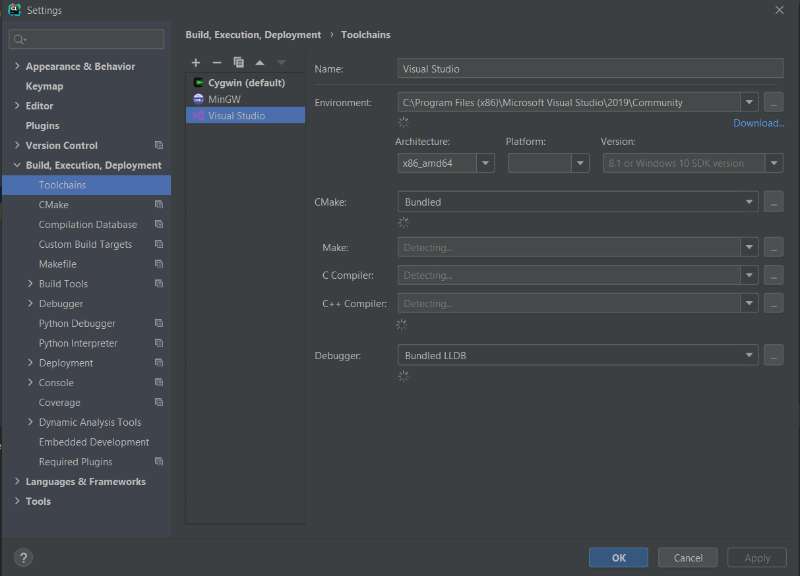 Settings
Build, Execution, Deployment › Toolchains
Appearance & Behavior
Keymap
Editor
Plugins
Version Control
Build, Execution, Deployment
Toolchains
CMake
Compilation Database
Custom Build Targets
Makefile
Build Tools
Debugger
Python Debugger
Python Interpreter
Deployment
Console
Coverage
Dynamic Analysis Tools
Embedded Development
Required Plugins
Languages & Frameworks
Tools
Cygwin (default)
MinGW
Visual Studio
Name: Visual Studio
Environment: C:\Program Files (x86)\Microsoft Visual Studio\2019\Community ...
Download...
Architecture: Platform: Version:
x86_amd64 8.1 or Windows 10 SDK version
CMake: Bundled ...
Make: Detecting... ...
C Compiler: Detecting... ...
C++ Compiler: Detecting... ...
Debugger: Bundled LLDB ...
? OK Cancel Apply